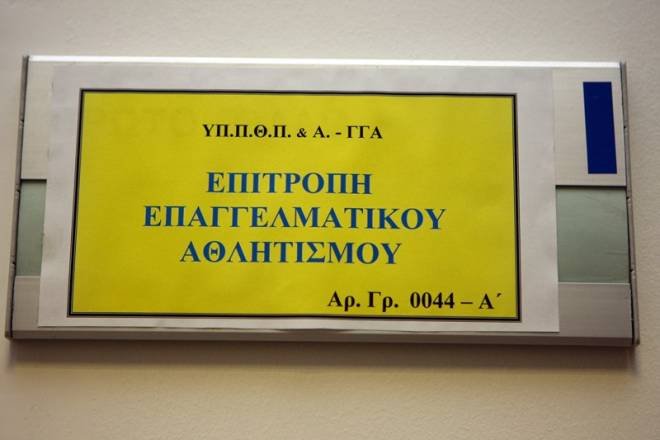 ΥΠ.Π.Θ.Π. & Α. - ΓΓΑ
ΕΠΙΤΡΟΠΗ
ΕΠΑΓΓΕΛΜΑΤΙΚΟΥ
ΑΘΛΗΤΙΣΜΟΥ
Αρ. Γρ. 0044 – Α΄